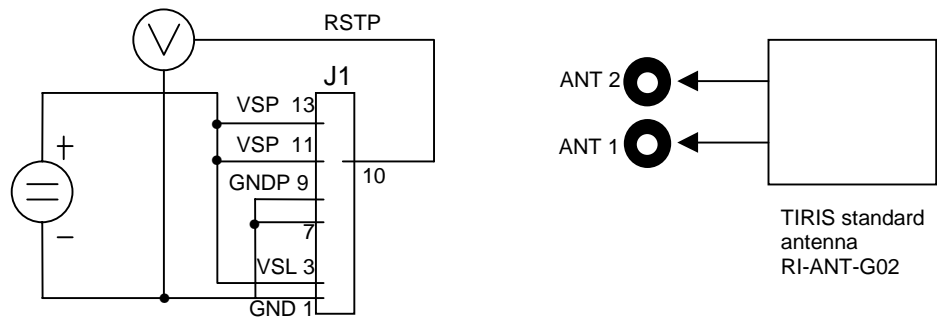 RSTP
V
J1
VSP 13
VSP 11
10
GNDP 9
7
VSL 3
GND 1
+
−
ANT 2
ANT 1
TIRIS standard
antenna
RI-ANT-G02